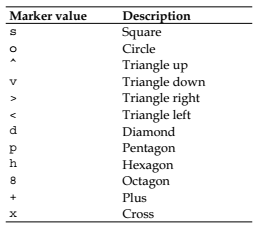 Marker value Description
s Square
o Circle
^ Triangle up
v Triangle down
> Triangle right
< Triangle left
d Diamond
p Pentagon
h Hexagon
8 Octagon
+ Plus
x Cross